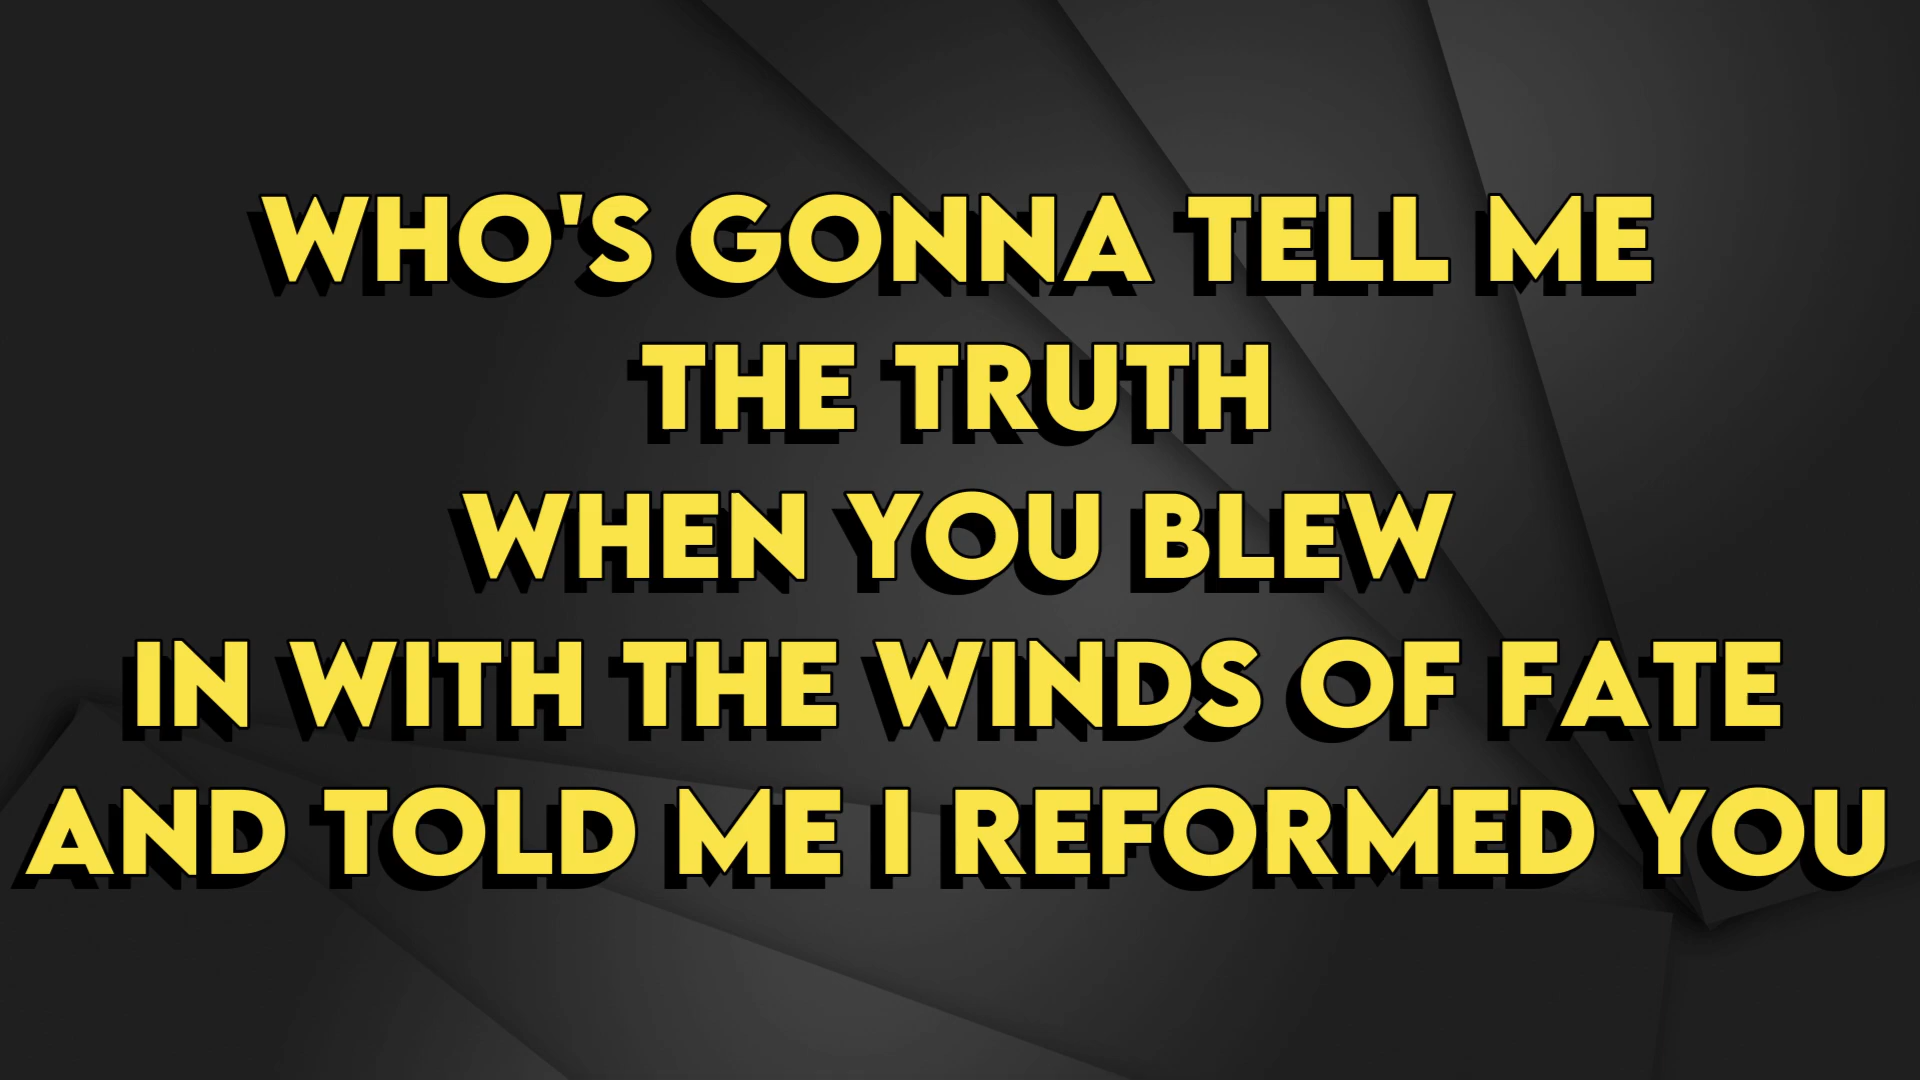 WHO'S GONNA TELL ME
THE TRUTH
WHEN YOU BLEW
IN WITH THE WINDS OF FATE
AND TOLD ME I REFORMED YOU